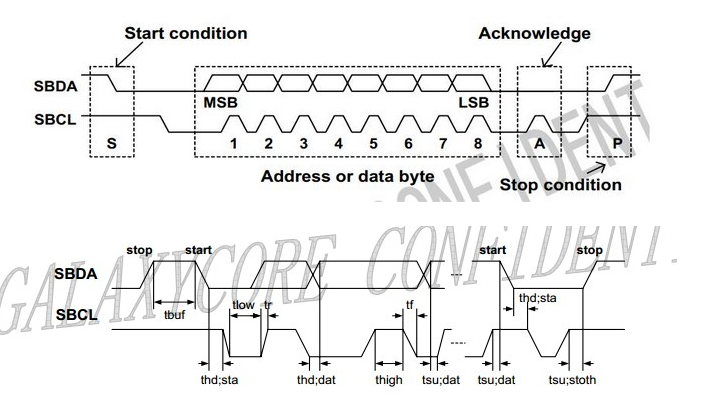 Start condition
Acknowledge
SBDA
MSB
LSB
SBCL
S
1 2 3 4 5 6 7 8
A
P
Address or data byte
Stop condition
stop start start stop
SBDA
tbuf
tlow tr
tf
thd;sta
SBCL
thd;sta thd;dat thigh tsu;dat tsu;dat tsu;stoth
GALAXYCORE CONFIDENT
CONFIDENT